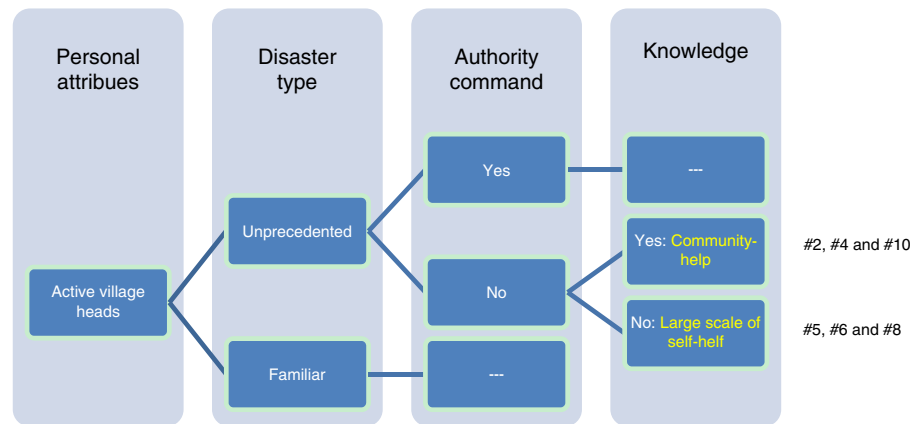 Personal
attribues
Disaster
type
Authority
command
Knowledge
Yes
---
Unprecedented
Yes: Community-
help
#2, #4 and #10
Active village
heads
No
No: Large scale of
self-helf
#5, #6 and #8
Familiar
---